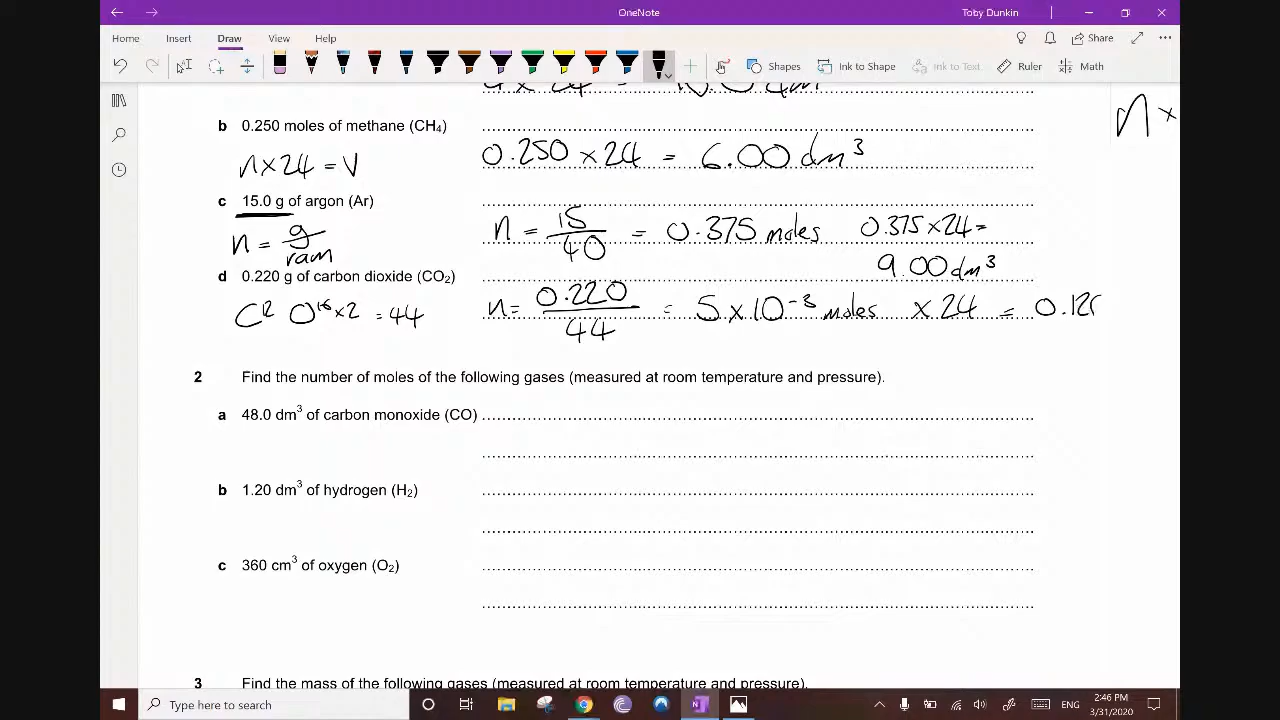 OneNote
Toby Dunkin
Home Insert Draw View Help
Share
Shapes
Ink to Shape
Ink to Text
Ruler
Math
b 0.250 moles of methane (CH₄)
0.250 × 24 = 6.00 dm³
n × 24 = V
c 15.0 g of argon (Ar)
n = g/ram
n = 15/40 = 0.375 moles
0.375 × 24 =
9.00 dm³
d 0.220 g of carbon dioxide (CO₂)
C¹² O¹⁶ × 2 = 44
n = 0.220/44 = 5 × 10⁻³ moles × 24 = 0.120
n ×
2 Find the number of moles of the following gases (measured at room temperature and pressure).
a 48.0 dm³ of carbon monoxide (CO)
b 1.20 dm³ of hydrogen (H₂)
c 360 cm³ of oxygen (O₂)
3 Find the mass of the following gases (measured at room temperature and pressure).
Type here to search
ENG
2:46 PM
3/31/2020